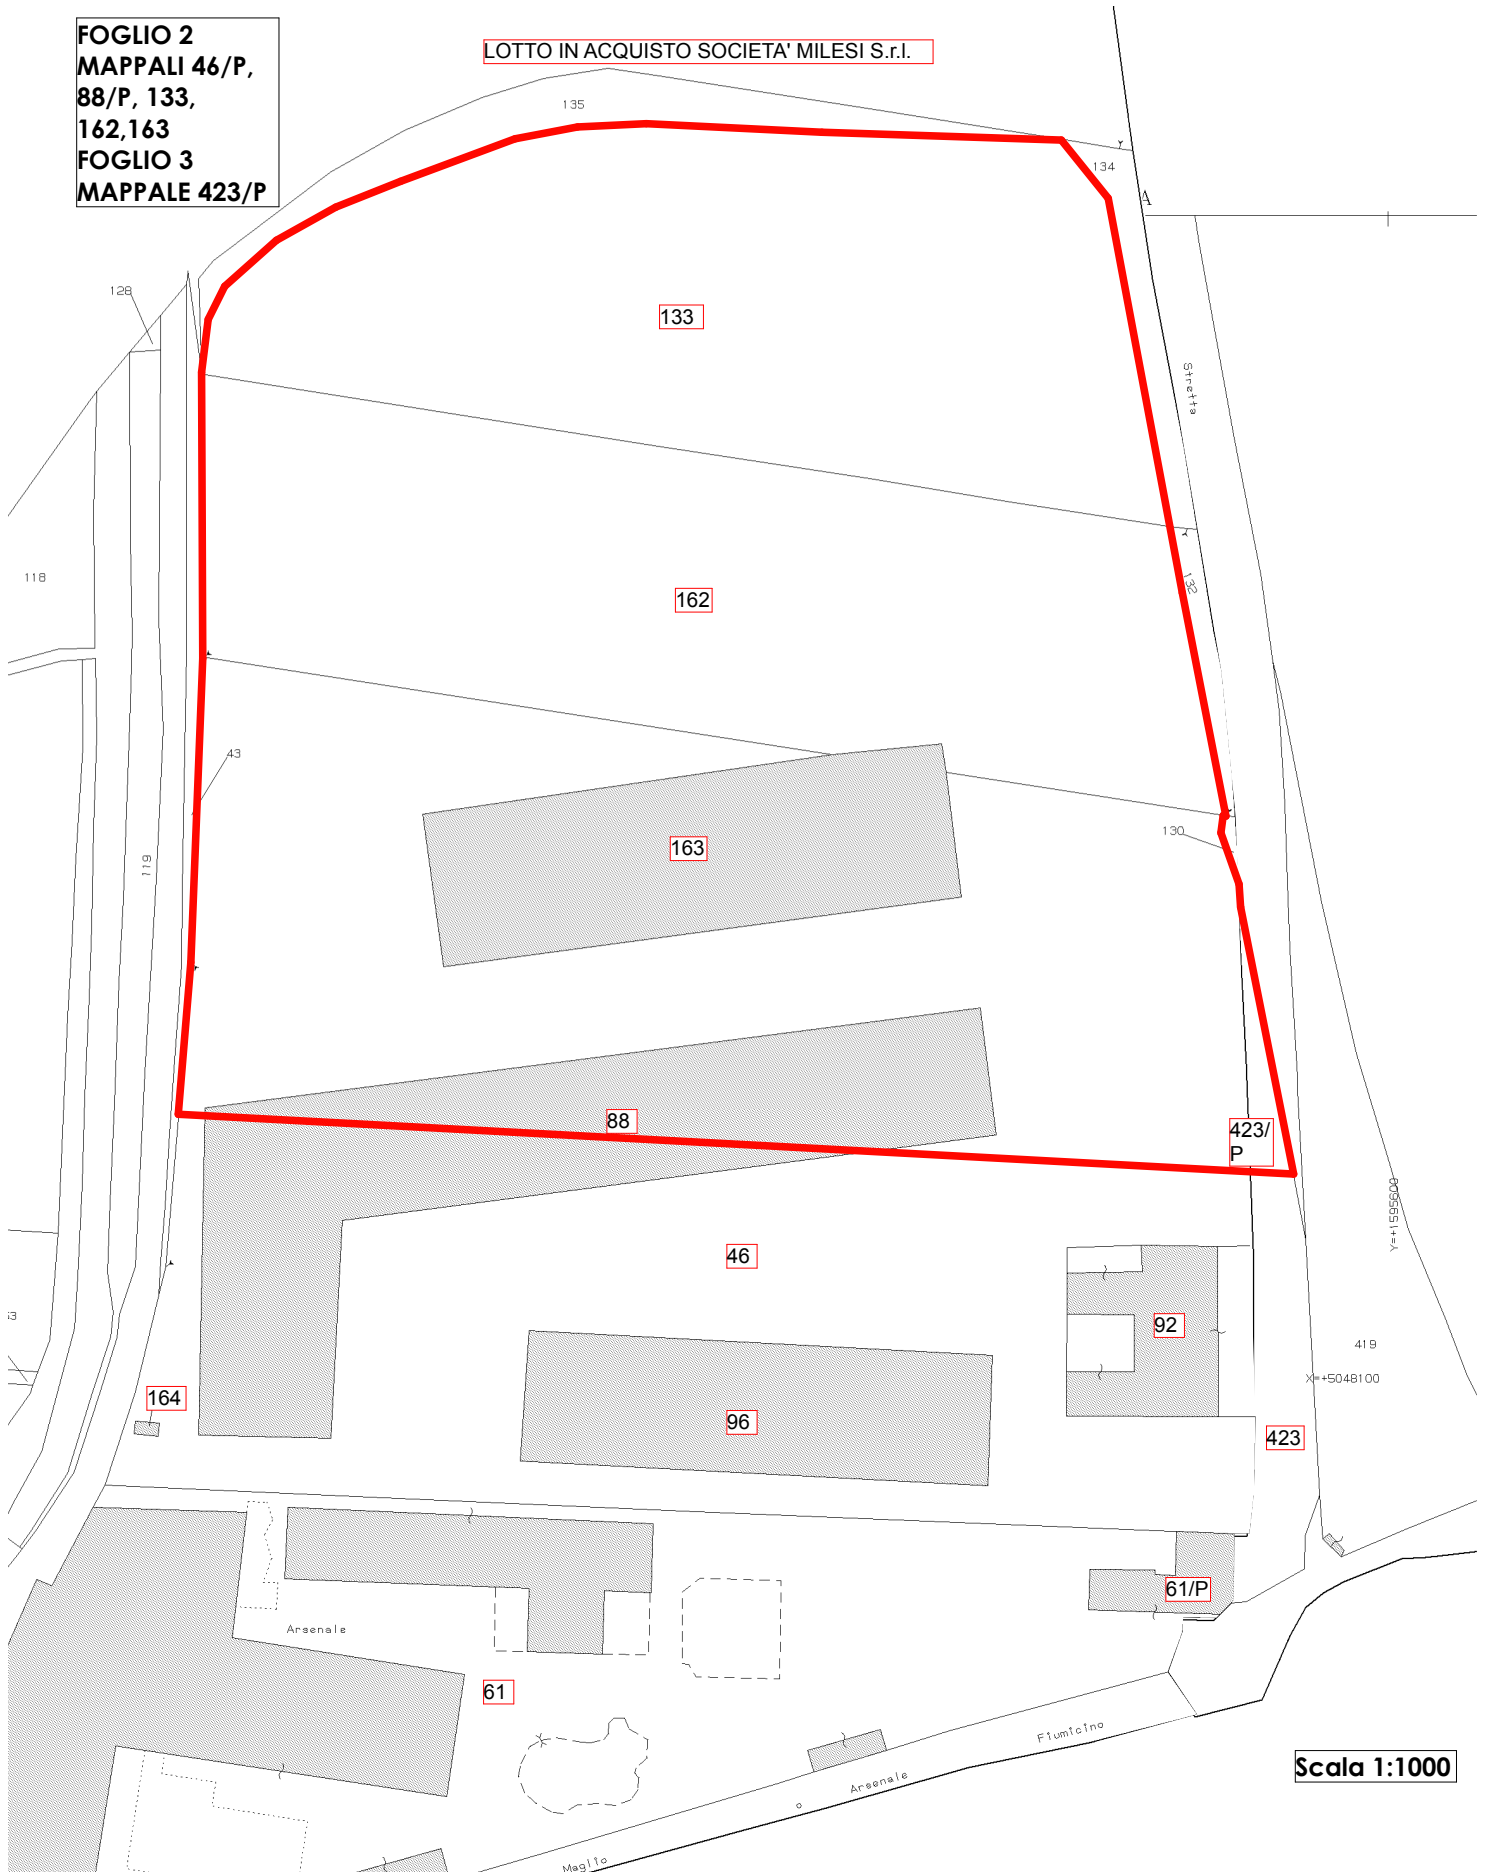 FOGLIO 2
MAPPALI 46/P,
88/P, 133,
162,163
FOGLIO 3
MAPPALE 423/P
LOTTO IN ACQUISTO SOCIETA' MILESI S.r.l.
135
134
A
128
133
Stretta
118
162
132
43
130
163
119
88
423/
P
Y=+1595600
46
53
92
419
X=+5048100
164
96
423
61/P
Arsenale
61
Fiumicino
Scala 1:1000
Arsenale
o
Maglio